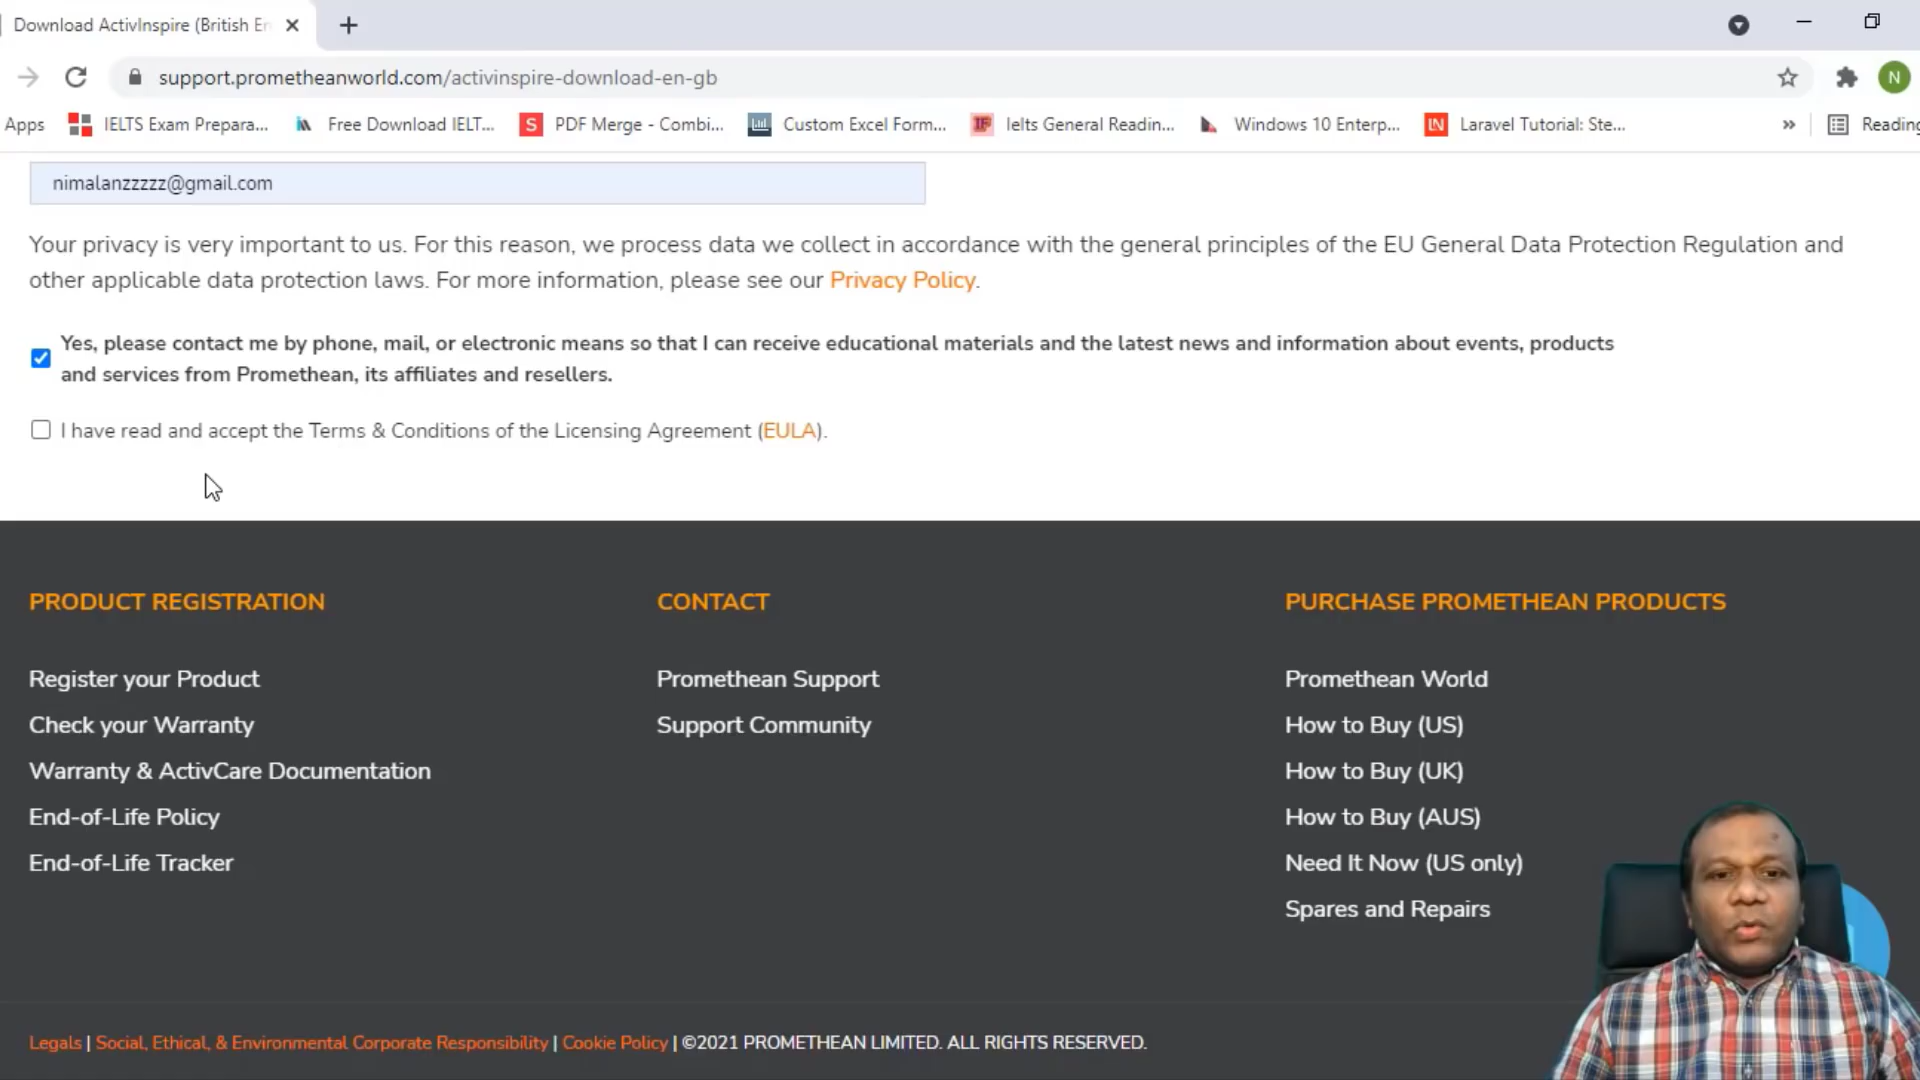 Download ActivInspire (British En
support.prometheanworld.com/activinspire-download-en-gb
N
Apps
IELTS Exam Prepara...
Free Download IELT...
S PDF Merge - Combi...
Custom Excel Form...
IF Ielts General Readin...
Windows 10 Enterp...
LN Laravel Tutorial: Ste...
»
Reading
nimalanzzzzz@gmail.com
Your privacy is very important to us. For this reason, we process data we collect in accordance with the general principles of the EU General Data Protection Regulation and
other applicable data protection laws. For more information, please see our Privacy Policy.
Yes, please contact me by phone, mail, or electronic means so that I can receive educational materials and the latest news and information about events, products
and services from Promethean, its affiliates and resellers.
I have read and accept the Terms & Conditions of the Licensing Agreement (EULA).
PRODUCT REGISTRATION
Register your Product
Check your Warranty
Warranty & ActivCare Documentation
End-of-Life Policy
End-of-Life Tracker
CONTACT
Promethean Support
Support Community
PURCHASE PROMETHEAN PRODUCTS
Promethean World
How to Buy (US)
How to Buy (UK)
How to Buy (AUS)
Need It Now (US only)
Spares and Repairs
Legals | Social, Ethical, & Environmental Corporate Responsibility | Cookie Policy | ©2021 PROMETHEAN LIMITED. ALL RIGHTS RESERVED.